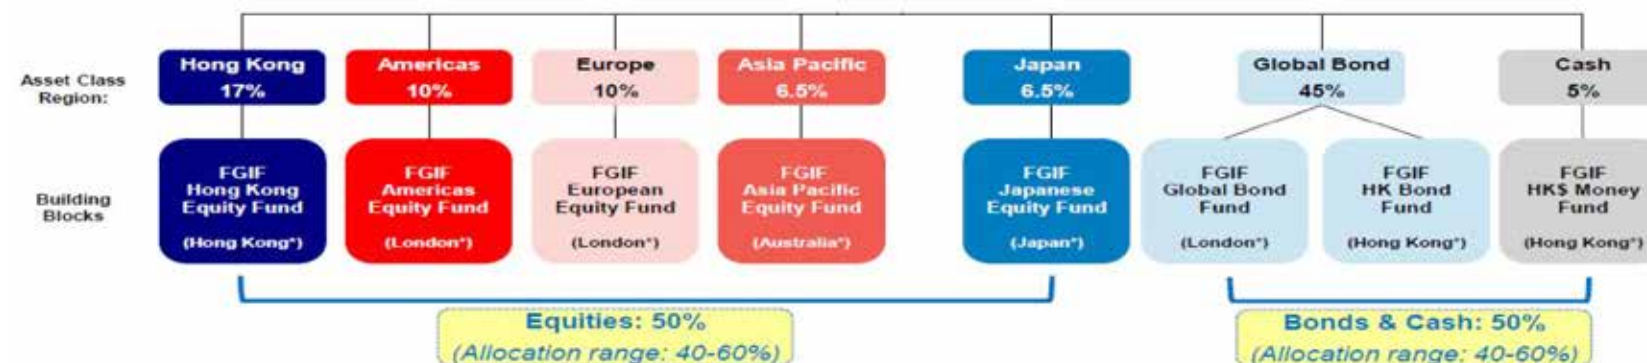 Asset Class
Region:
Hong Kong
17%
Americas
10%
Europe
10%
Asia Pacific
6.5%
Japan
6.5%
Global Bond
45%
Cash
5%
Building
Blocks
FGIF
Hong Kong
Equity Fund
(Hong Kong*)
FGIF
Americas
Equity Fund
(London*)
FGIF
European
Equity Fund
(London*)
FGIF
Asia Pacific
Equity Fund
(Australia*)
FGIF
Japanese
Equity Fund
(Japan*)
FGIF
Global Bond
Fund
(London*)
FGIF
HK Bond
Fund
(Hong Kong*)
FGIF
HK$ Money
Fund
(Hong Kong*)
Equities: 50%
(Allocation range: 40-60%)
Bonds & Cash: 50%
(Allocation range: 40-60%)